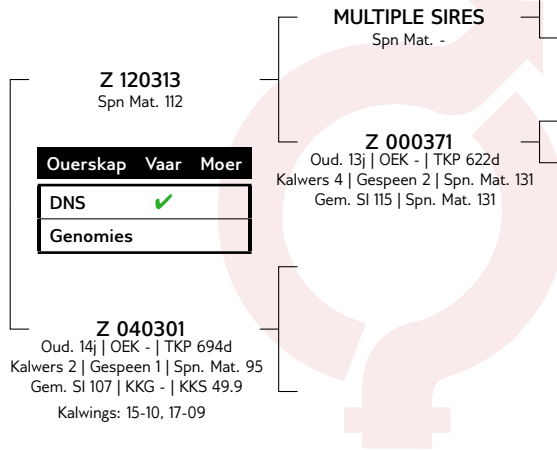 MULTIPLE SIRES
Spn Mat. -
Z 120313
Spn Mat. 112
Z 000371
Oud. 13j | OEK - | TKP 622d
Kalwers 4 | Gespeen 2 | Spn. Mat. 131
Gem. SI 115 | Spn. Mat. 131
Ouerskap Vaar Moer
DNS ✔
Genomies
Z 040301
Oud. 14j | OEK - | TKP 694d
Kalwers 2 | Gespeen 1 | Spn. Mat. 95
Gem. SI 107 | KKG - | KKS 49.9
Kalwings: 15-10, 17-09